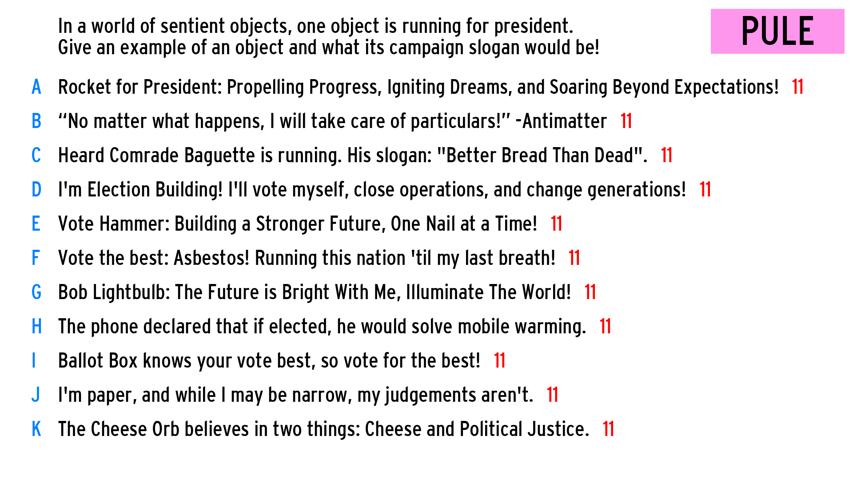 In a world of sentient objects, one object is running for president.
Give an example of an object and what its campaign slogan would be!
PULE
A Rocket for President: Propelling Progress, Igniting Dreams, and Soaring Beyond Expectations! 11
B “No matter what happens, I will take care of particulars!” -Antimatter 11
C Heard Comrade Baguette is running. His slogan: "Better Bread Than Dead". 11
D I'm Election Building! I'll vote myself, close operations, and change generations! 11
E Vote Hammer: Building a Stronger Future, One Nail at a Time! 11
F Vote the best: Asbestos! Running this nation 'til my last breath! 11
G Bob Lightbulb: The Future is Bright With Me, Illuminate The World! 11
H The phone declared that if elected, he would solve mobile warming. 11
I Ballot Box knows your vote best, so vote for the best! 11
J I'm paper, and while I may be narrow, my judgements aren't. 11
K The Cheese Orb believes in two things: Cheese and Political Justice. 11